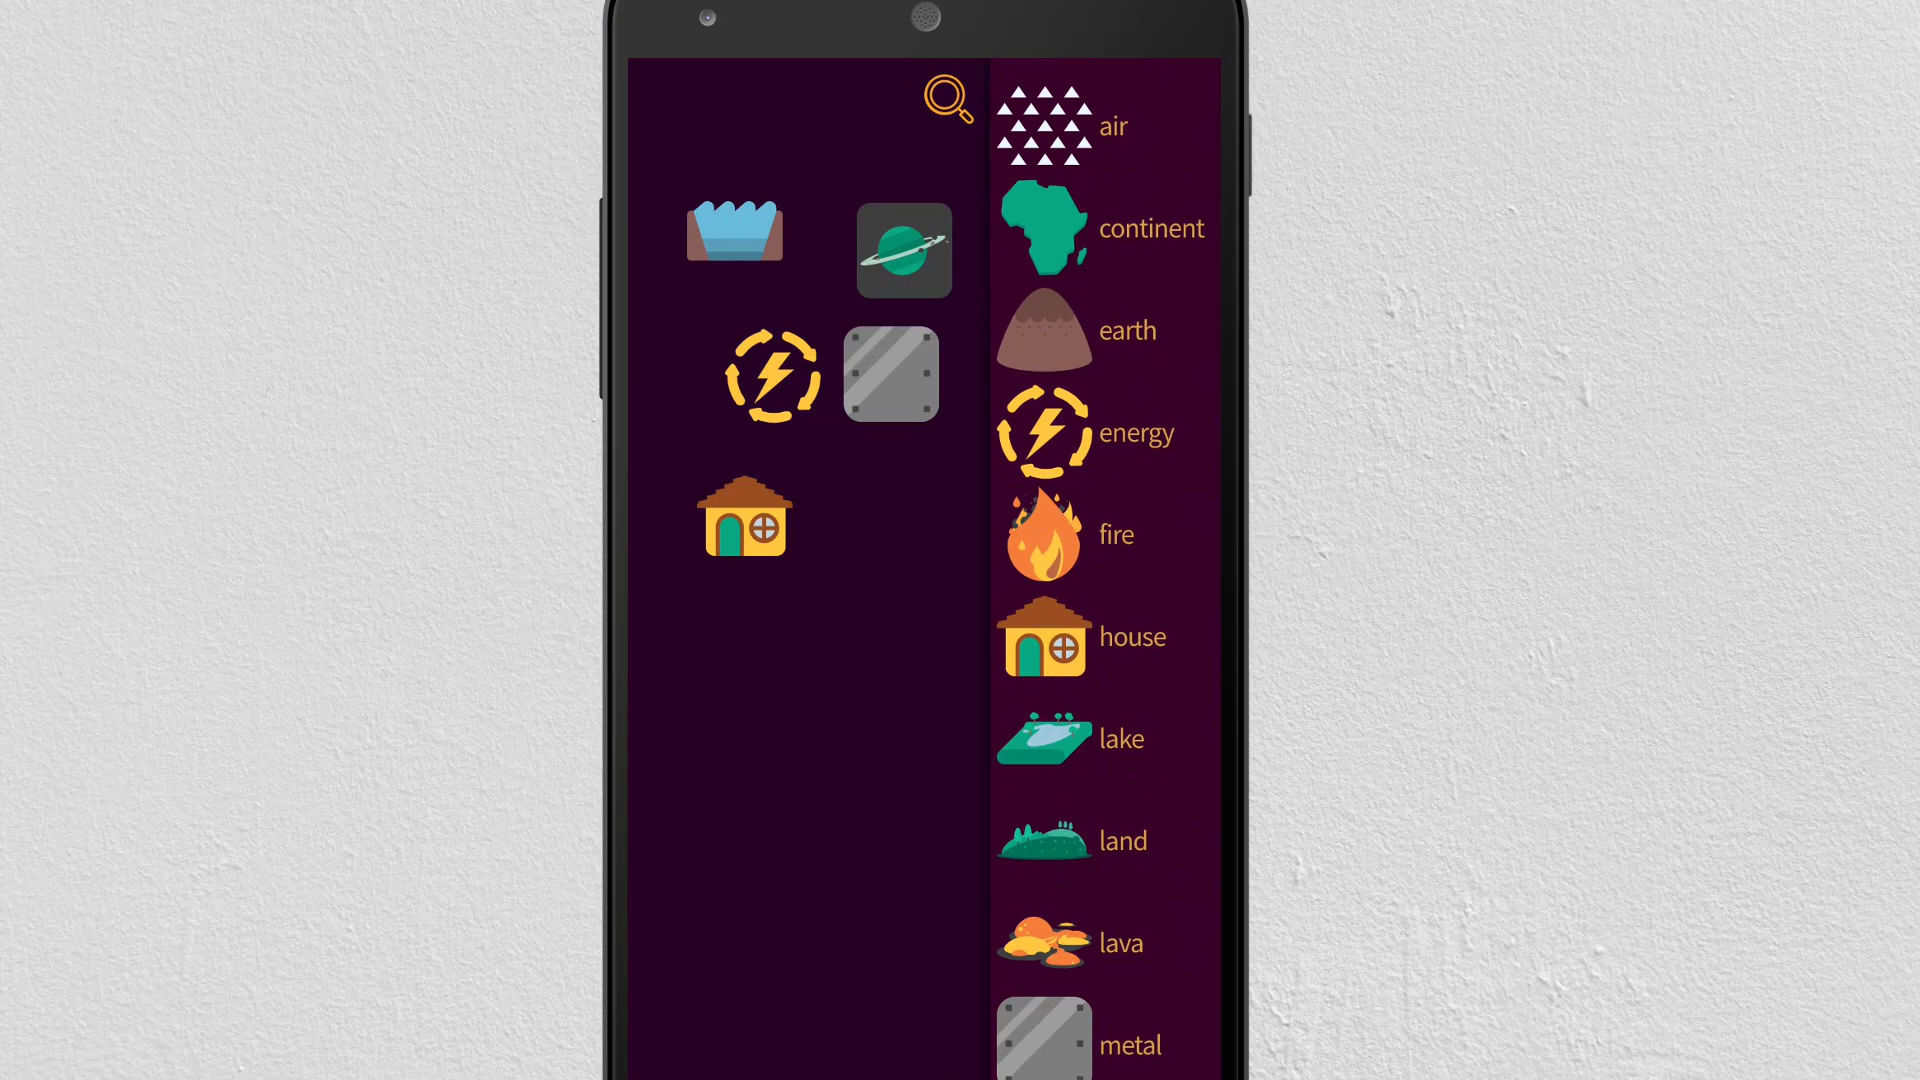 air
continent
earth
energy
fire
house
lake
land
lava
metal